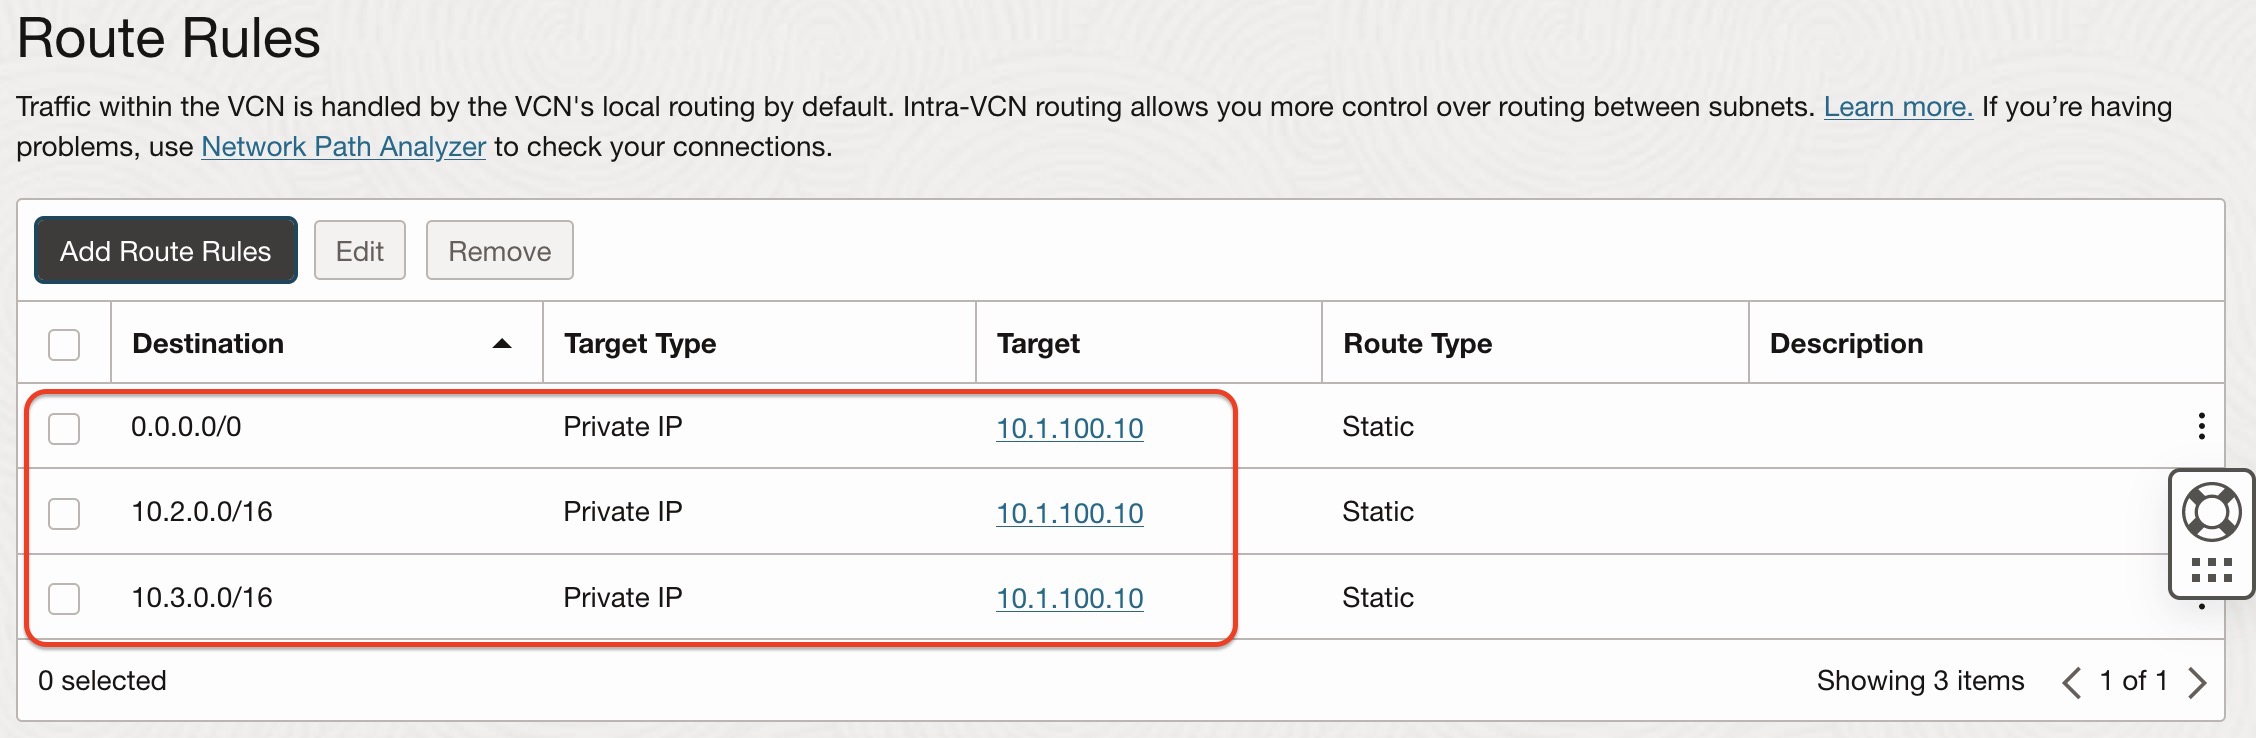 Route Rules
Traffic within the VCN is handled by the VCN's local routing by default. Intra-VCN routing allows you more control over routing between subnets. Learn more. If you’re having
problems, use Network Path Analyzer to check your connections.
Add Route Rules Edit Remove
Destination Target Type Target Route Type Description
0.0.0.0/0 Private IP 10.1.100.10 Static
10.2.0.0/16 Private IP 10.1.100.10 Static
10.3.0.0/16 Private IP 10.1.100.10 Static
0 selected Showing 3 items 1 of 1